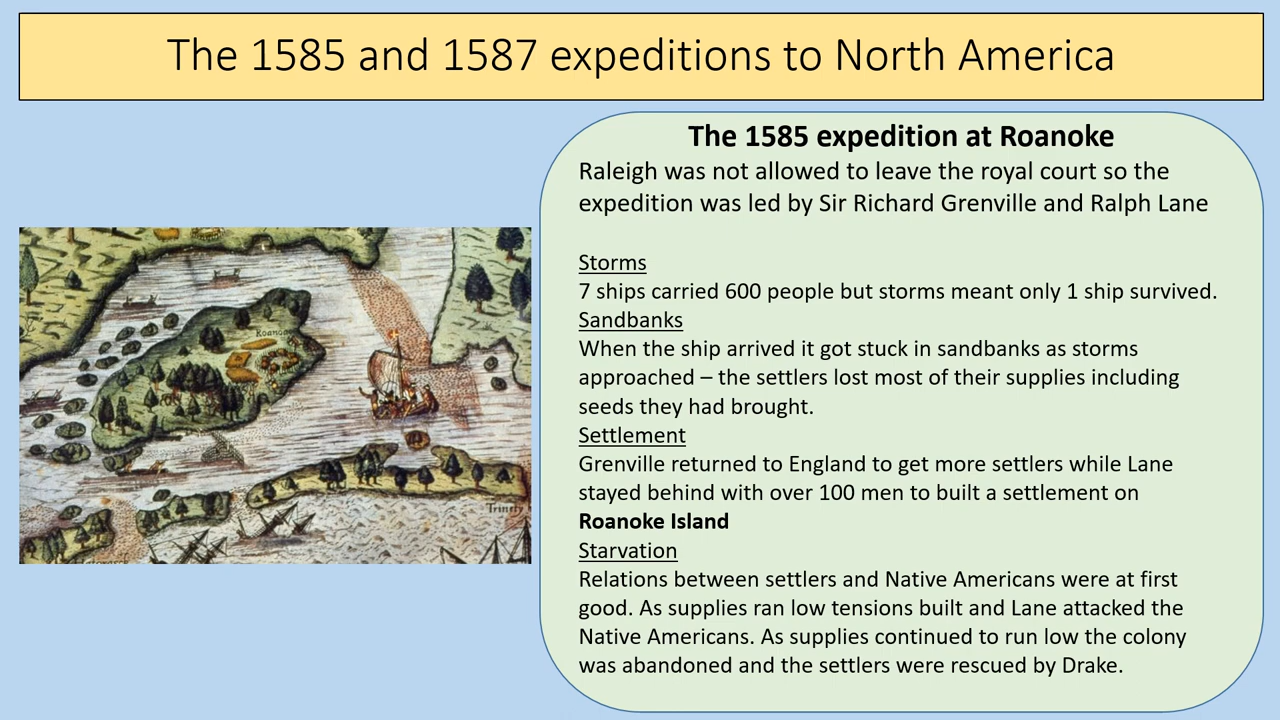 The 1585 and 1587 expeditions to North America
The 1585 expedition at Roanoke
Raleigh was not allowed to leave the royal court so the
expedition was led by Sir Richard Grenville and Ralph Lane
Storms
7 ships carried 600 people but storms meant only 1 ship survived.
Sandbanks
When the ship arrived it got stuck in sandbanks as storms
approached – the settlers lost most of their supplies including
seeds they had brought.
Settlement
Grenville returned to England to get more settlers while Lane
stayed behind with over 100 men to built a settlement on
Roanoke Island
Starvation
Relations between settlers and Native Americans were at first
good. As supplies ran low tensions built and Lane attacked the
Native Americans. As supplies continued to run low the colony
was abandoned and the settlers were rescued by Drake.